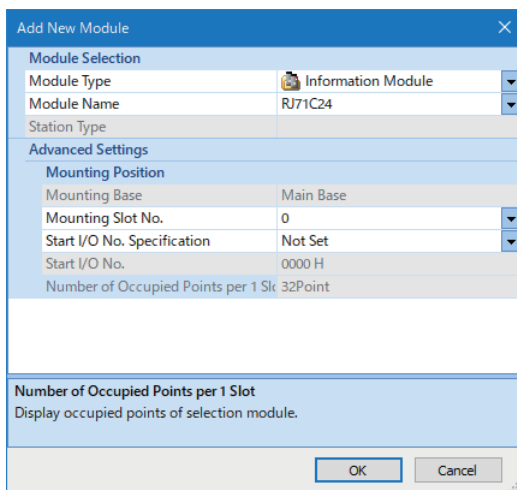 Add New Module
Module Selection
Module Type Information Module
Module Name RJ71C24
Station Type
Advanced Settings
Mounting Position
Mounting Base Main Base
Mounting Slot No. 0
Start I/O No. Specification Not Set
Start I/O No. 0000 H
Number of Occupied Points per 1 Slo 32Point
Number of Occupied Points per 1 Slot
Display occupied points of selection module.
OK Cancel